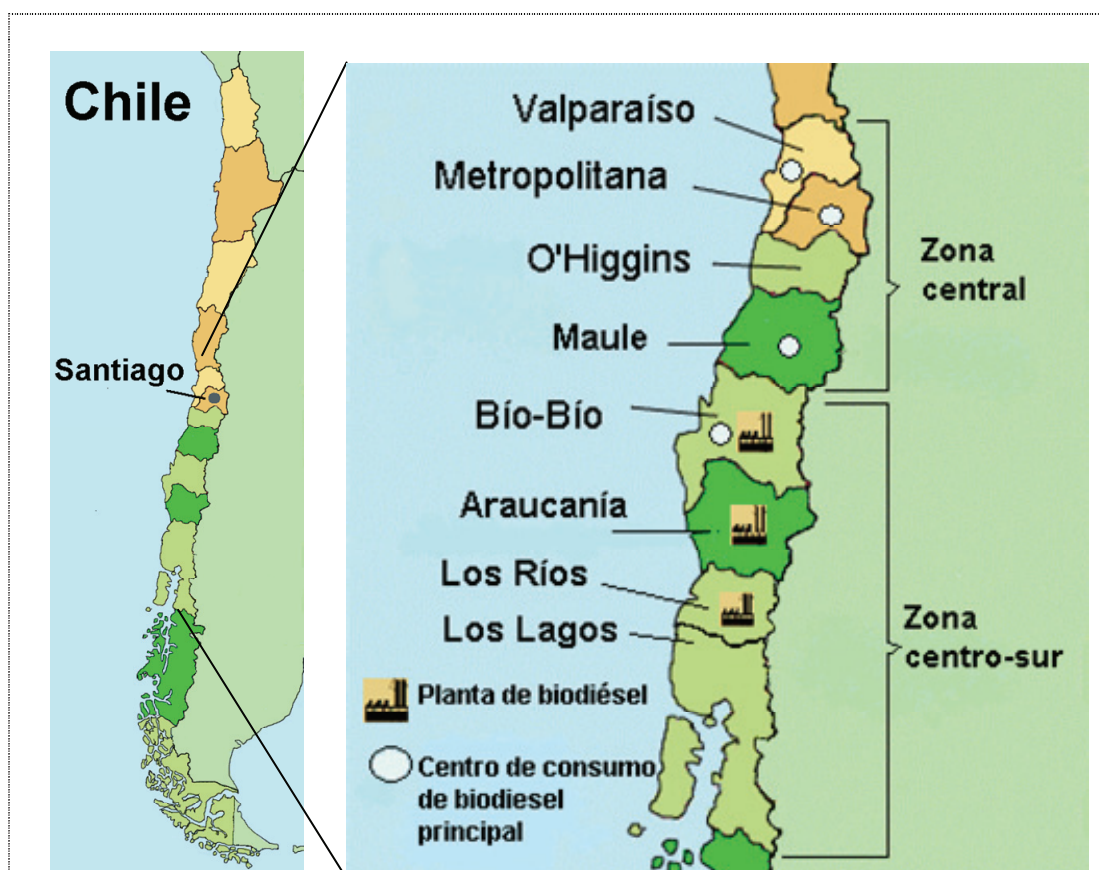 Chile
Santiago
Valparaíso
Metropolitana
O'Higgins
Maule
Bío-Bío
Araucanía
Los Ríos
Los Lagos
Zona
central
Zona
centro-sur
Planta de biodiésel
Centro de consumo
de biodiesel
principal